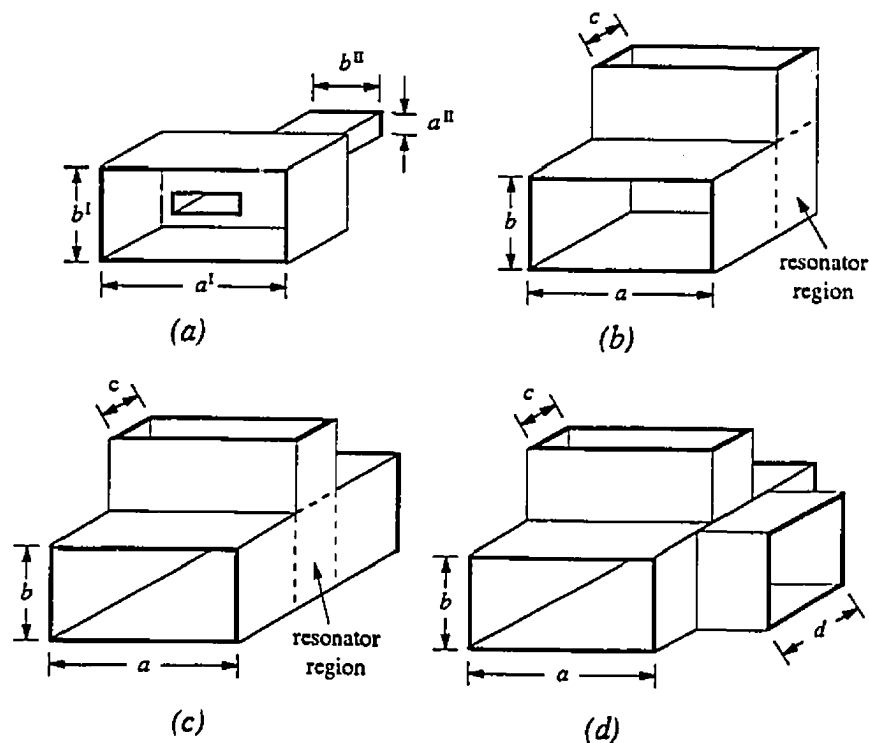 c
b^II
a^II
b^I
a^I
(a)
b
a
resonator
region
(b)
c
b
a
resonator
region
(c)
c
b
a
d
(d)